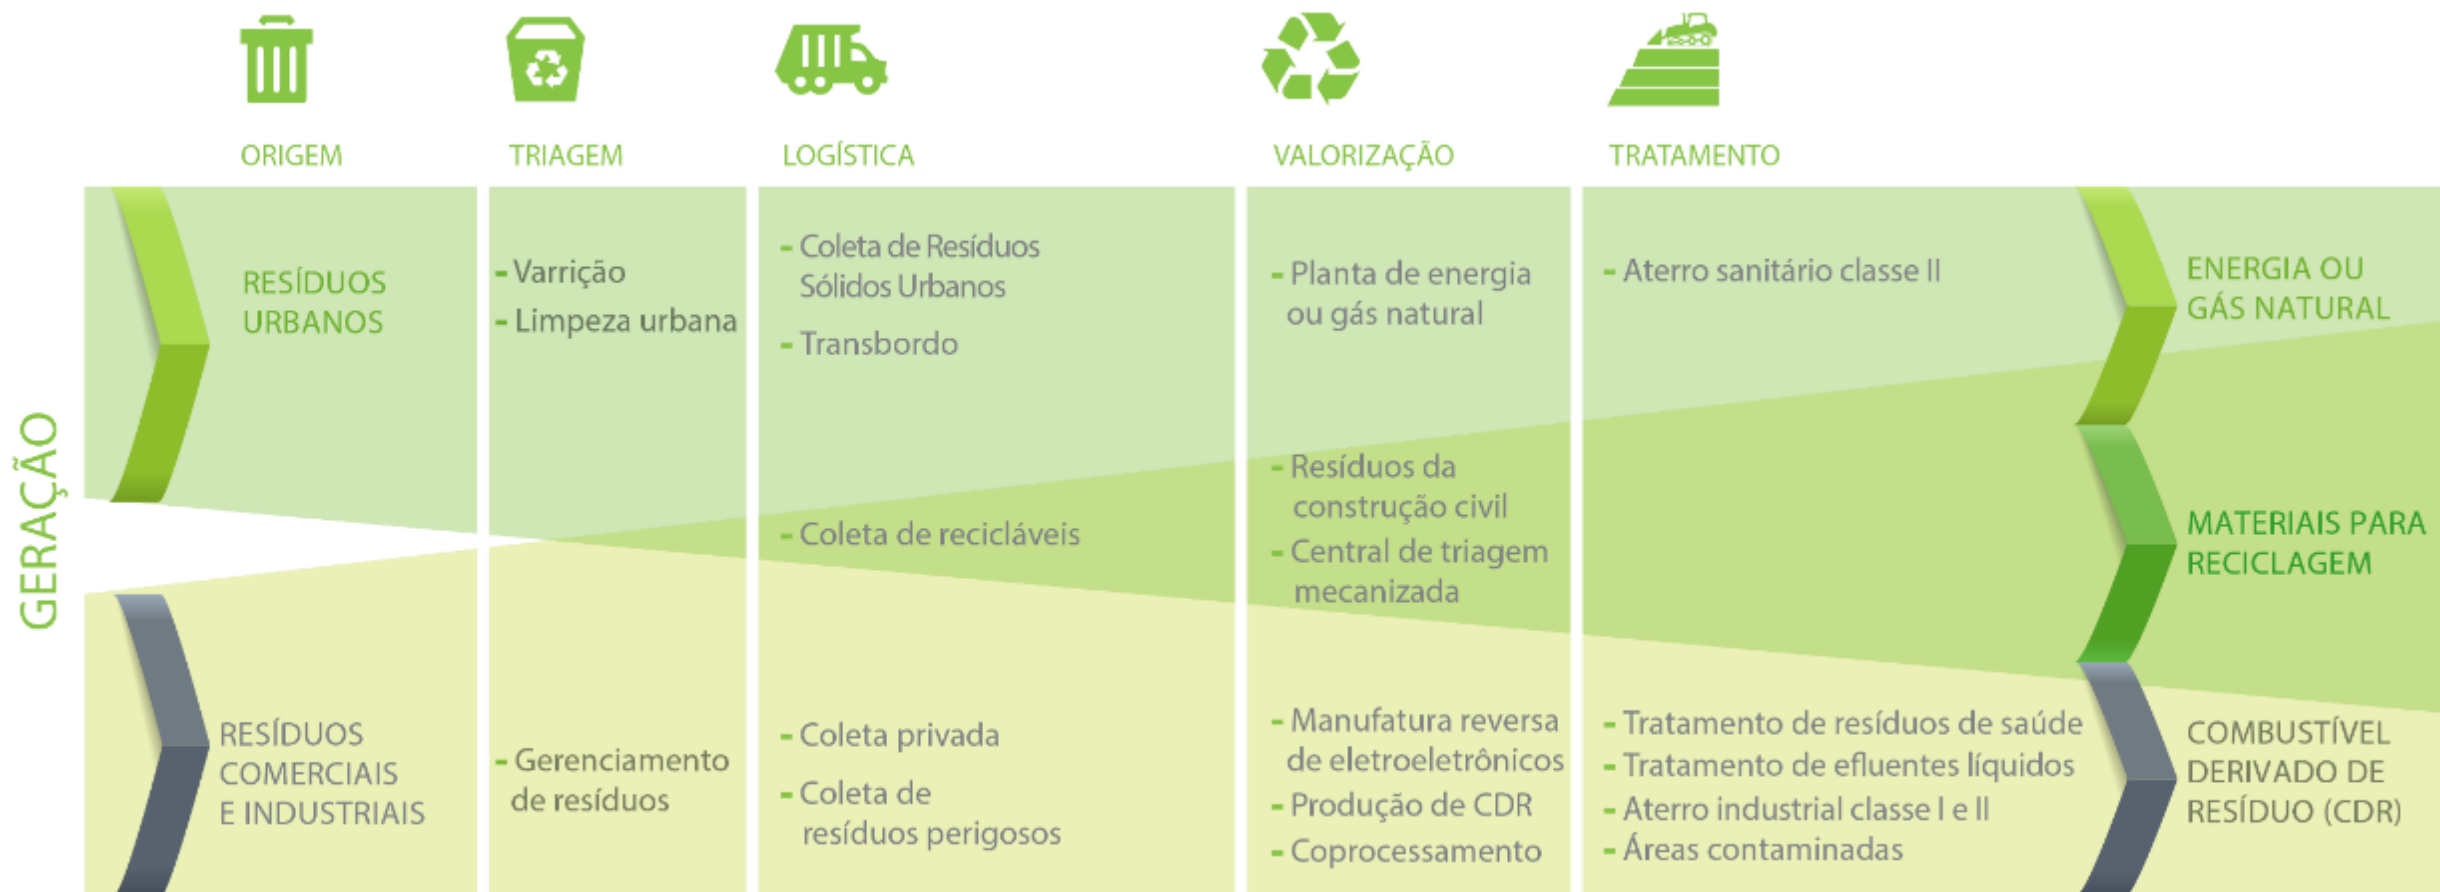 ORIGEM
TRIAGEM
LOGÍSTICA
VALORIZAÇÃO
TRATAMENTO
GERAÇÃO
RESÍDUOS
URBANOS
- Varrição
- Limpeza urbana
- Coleta de Resíduos
Sólidos Urbanos
- Transbordo
- Planta de energia
ou gás natural
- Aterro sanitário classe II
ENERGIA OU
GÁS NATURAL
- Coleta de recicláveis
- Resíduos da
construção civil
- Central de triagem
mecanizada
MATERIAIS PARA
RECICLAGEM
RESÍDUOS
COMERCIAIS
E INDUSTRIAIS
- Gerenciamento
de resíduos
- Coleta privada
- Coleta de
resíduos perigosos
- Manufatura reversa
de eletroeletrônicos
- Produção de CDR
- Coprocessamento
- Tratamento de resíduos de saúde
- Tratamento de efluentes líquidos
- Aterro industrial classe I e II
- Áreas contaminadas
COMBUSTÍVEL
DERIVADO DE
RESÍDUO (CDR)